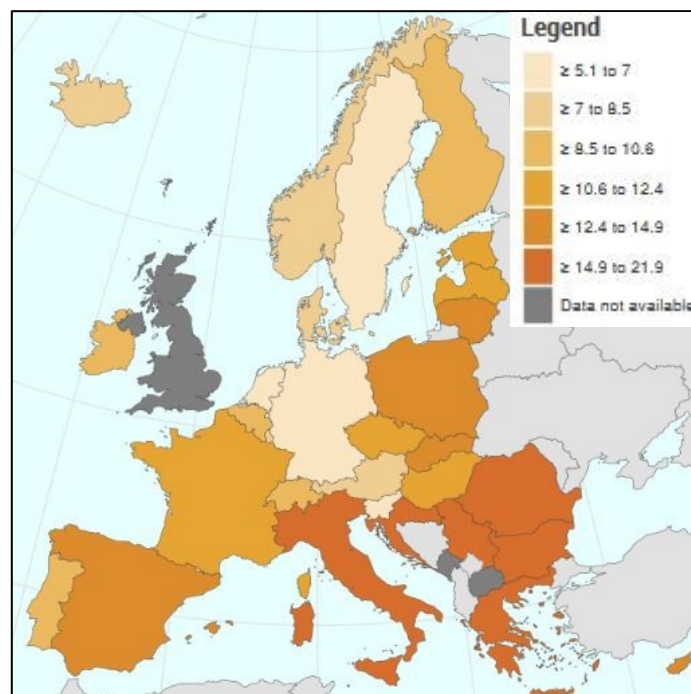 Legend
≥ 5.1 to 7
≥ 7 to 8.5
≥ 8.5 to 10.6
≥ 10.6 to 12.4
≥ 12.4 to 14.9
≥ 14.9 to 21.9
Data not available